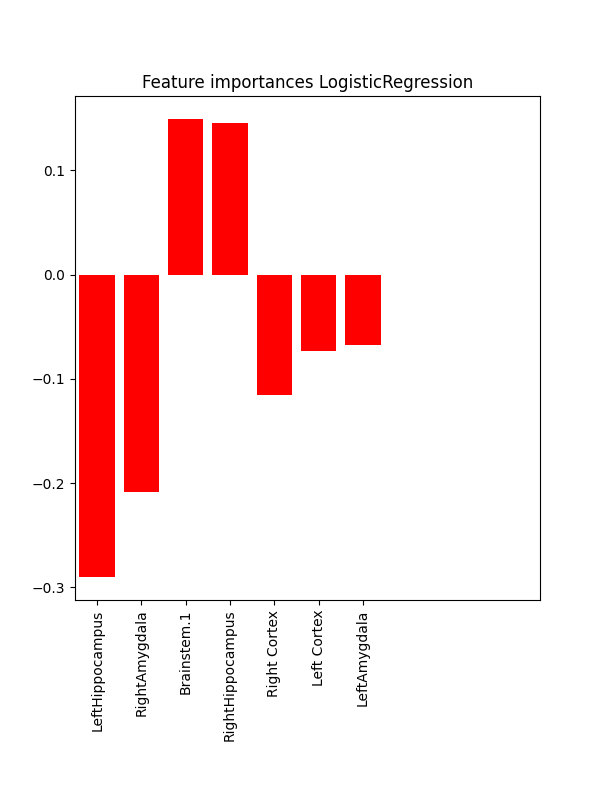 Feature importances LogisticRegression
0.1
0.0
−0.1
−0.2
−0.3
LeftHippocampus
RightAmygdala
Brainstem.1
RightHippocampus
Right Cortex
Left Cortex
LeftAmygdala